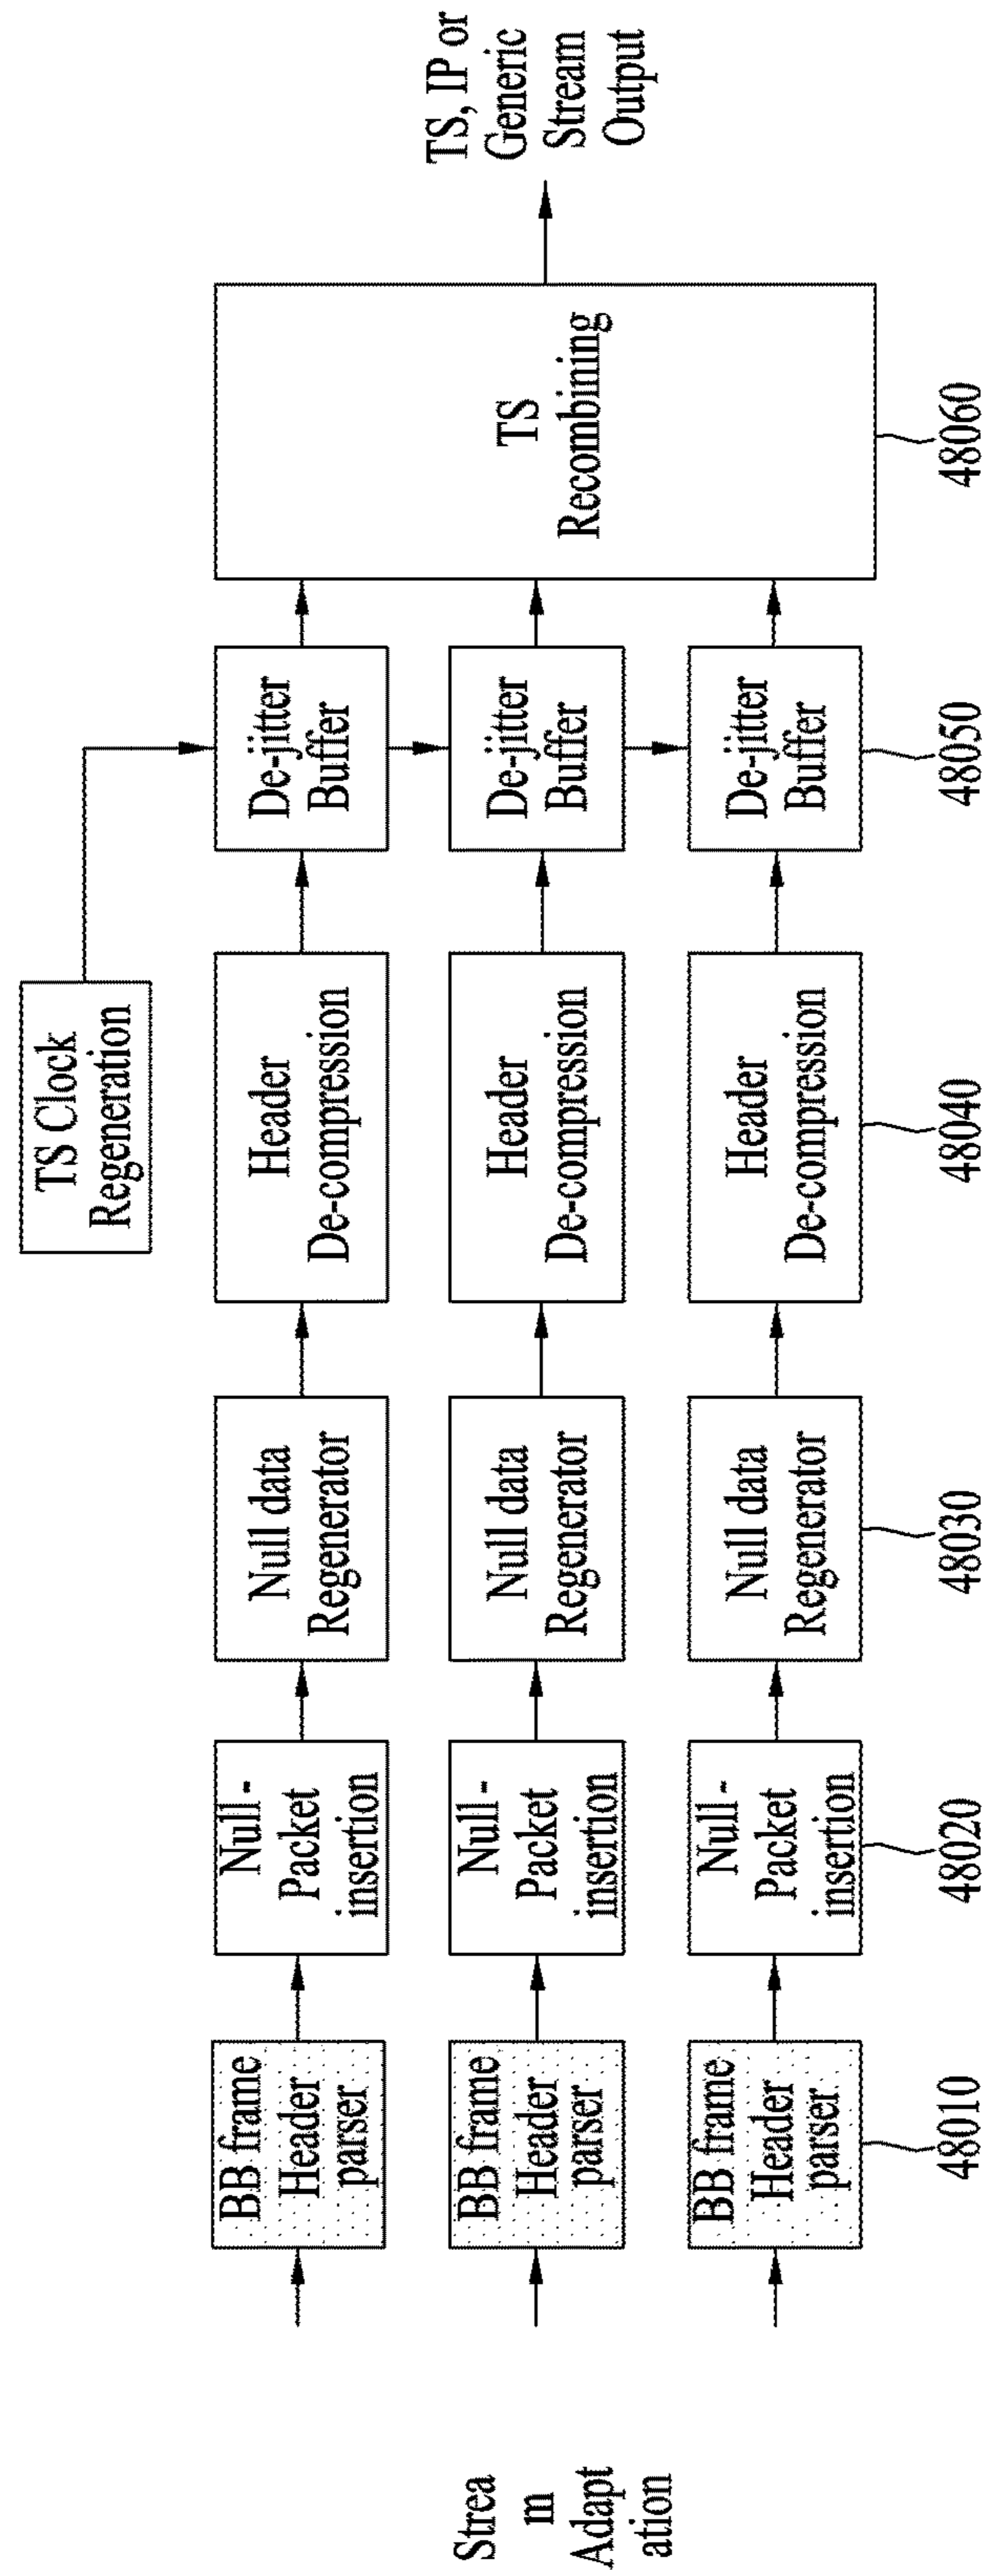 TS Clock
Regeneration
Strea
m
Adapt
ation
BB frame
Header
parser
Null-
Packet
insertion
Null data
Regenerator
Header
De-compression
De-jitter
Buffer
BB frame
Header
parser
Null-
Packet
insertion
Null data
Regenerator
Header
De-compression
De-jitter
Buffer
BB frame
Header
parser
Null-
Packet
insertion
Null data
Regenerator
Header
De-compression
De-jitter
Buffer
TS
Recombining
TS, IP or
Generic
Stream
Output
48010
48020
48030
48040
48050
48060